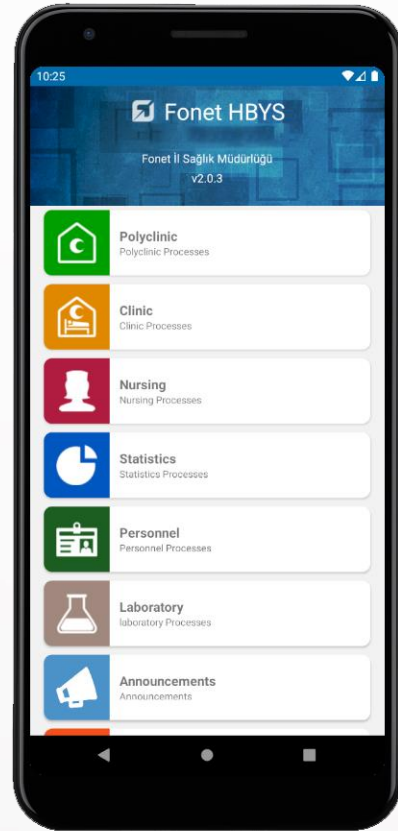 10:25
Fonet HBYS
Fonet İl Sağlık Müdürlüğü
v2.0.3
Polyclinic
Polyclinic Processes
Clinic
Clinic Processes
Nursing
Nursing Processes
Statistics
Statistics Processes
Personnel
Personnel Processes
Laboratory
laboratory Processes
Announcements
Announcements